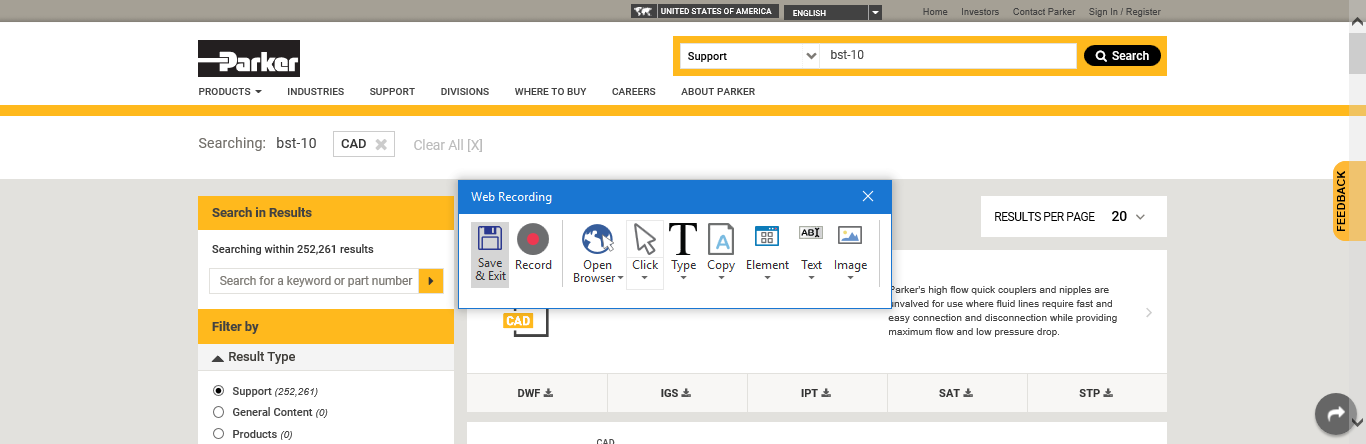 UNITED STATES OF AMERICA ENGLISH Home Investors Contact Parker Sign In / Register
Parker
Support bst-10 Search
PRODUCTS INDUSTRIES SUPPORT DIVISIONS WHERE TO BUY CAREERS ABOUT PARKER
Searching: bst-10 CAD Clear All [X]
FEEDBACK
Web Recording
Save & Exit
Record
Open Browser
Click
Type
Copy
Element
Text
Image
Search in Results
Searching within 252,261 results
Search for a keyword or part number
Filter by
Result Type
Support (252,261)
General Content (0)
Products (0)
RESULTS PER PAGE 20
CAD
Parker's high flow quick couplers and nipples are
unvalved for use where fluid lines require fast and
easy connection and disconnection while providing
maximum flow and low pressure drop.
DWF IGS IPT SAT STP
CAD